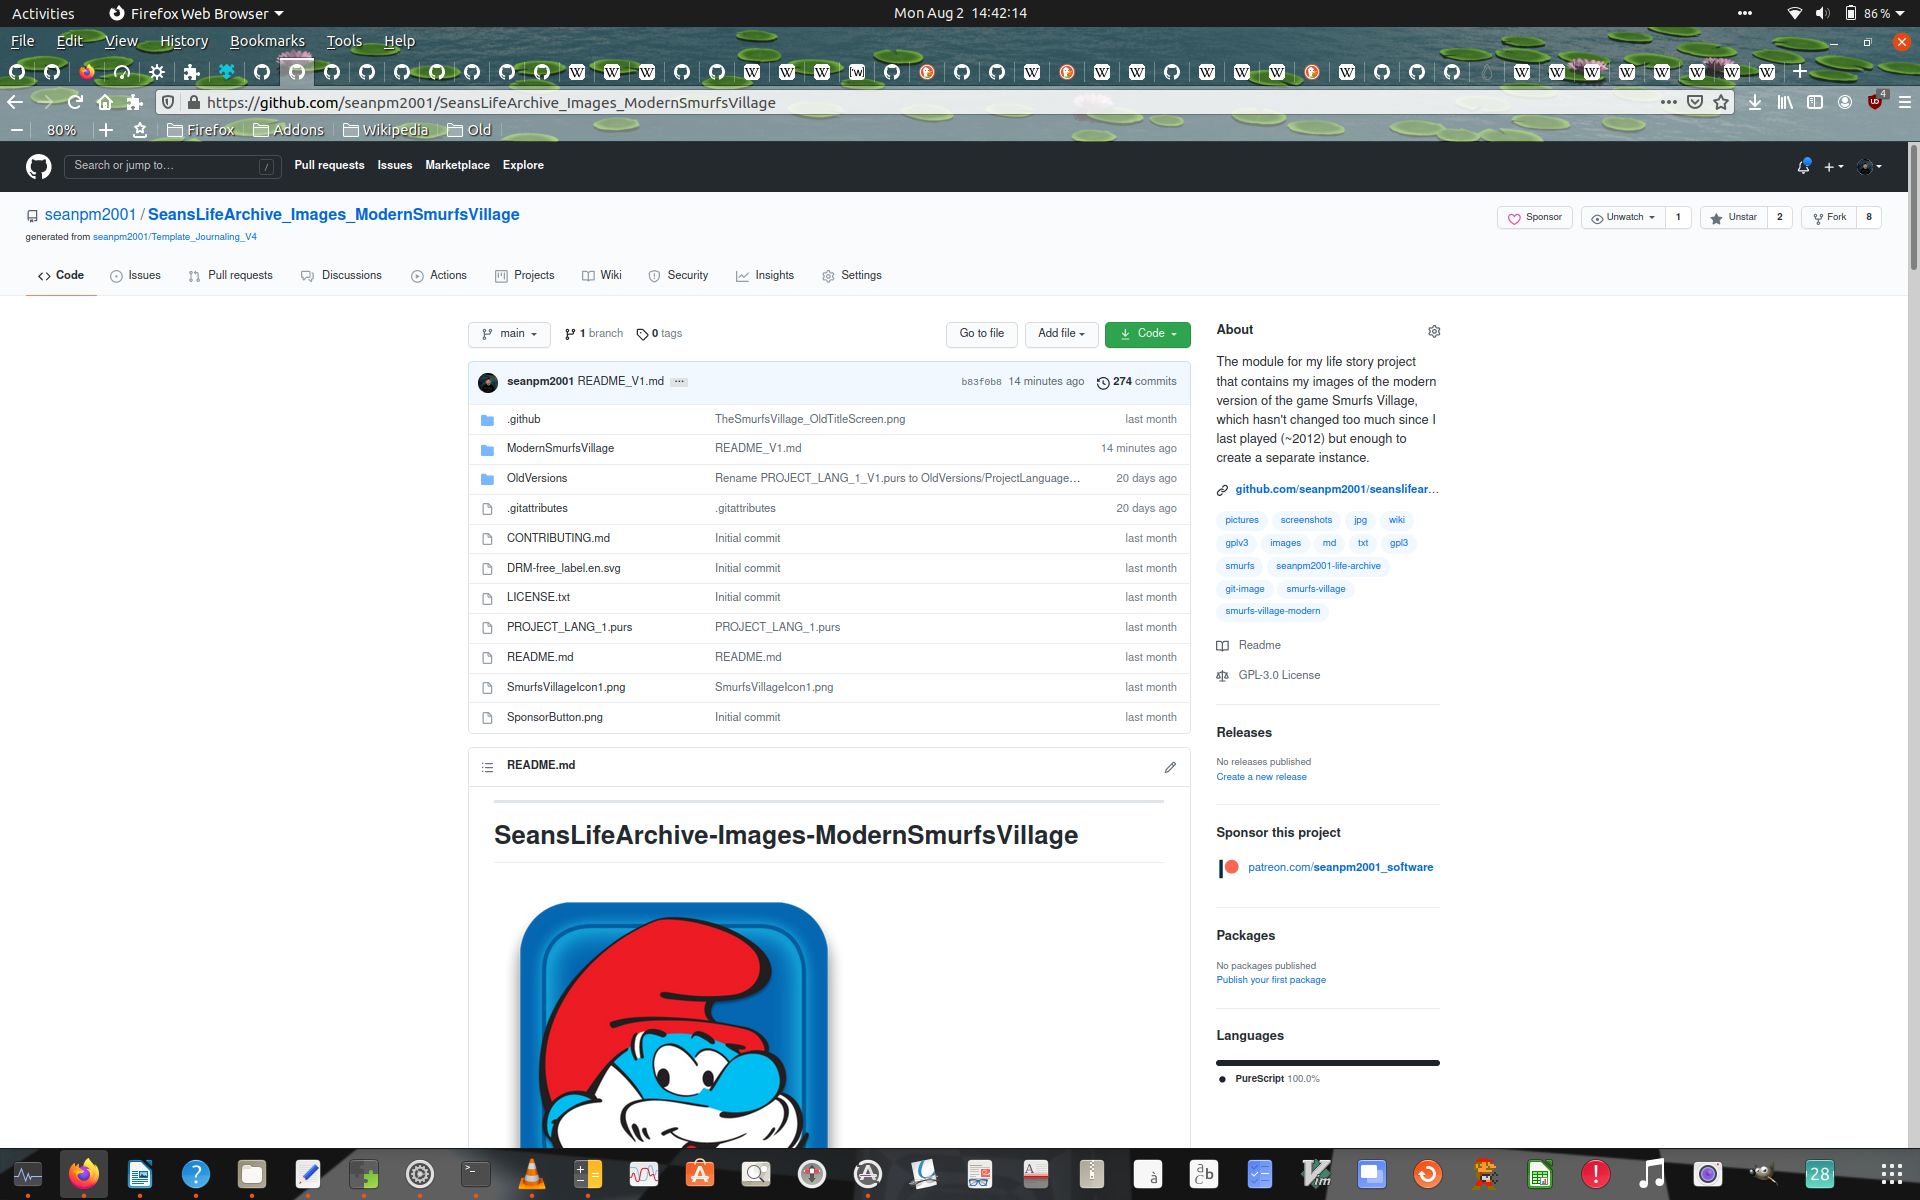 Activities Firefox Web Browser Mon Aug 2 14:42:14 86 %
File Edit View History Bookmarks Tools Help
https://github.com/seanpm2001/SeansLifeArchive_Images_ModernSmurfsVillage 4
80% Firefox Addons Wikipedia Old
Search or jump to... / Pull requests Issues Marketplace Explore
seanpm2001 / SeansLifeArchive_Images_ModernSmurfsVillage Sponsor Unwatch 1 Unstar 2 Fork 8
generated from seanpm2001/Template_Journaling_V4
Code Issues Pull requests Discussions Actions Projects Wiki Security Insights Settings
main 1 branch 0 tags Go to file Add file Code
seanpm2001 README_V1.md ... b83f0b8 14 minutes ago 274 commits
.github TheSmurfsVillage_OldTitleScreen.png last month
ModernSmurfsVillage README_V1.md 14 minutes ago
OldVersions Rename PROJECT_LANG_1_V1.purs to OldVersions/ProjectLanguage... 20 days ago
.gitattributes .gitattributes 20 days ago
CONTRIBUTING.md Initial commit last month
DRM-free_label.en.svg Initial commit last month
LICENSE.txt Initial commit last month
PROJECT_LANG_1.purs PROJECT_LANG_1.purs last month
README.md README.md last month
SmurfsVillageIcon1.png SmurfsVillageIcon1.png last month
SponsorButton.png Initial commit last month
README.md
SeansLifeArchive-Images-ModernSmurfsVillage
About
The module for my life story project
that contains my images of the modern
version of the game Smurfs Village,
which hasn't changed too much since I
last played (~2012) but enough to
create a separate instance.
github.com/seanpm2001/seanslifear...
pictures screenshots jpg wiki
gplv3 images md txt gpl3
smurfs seanpm2001-life-archive
git-image smurfs-village
smurfs-village-modern
Readme
GPL-3.0 License
Releases
No releases published
Create a new release
Sponsor this project
patreon.com/seanpm2001_software
Packages
No packages published
Publish your first package
Languages
PureScript 100.0%
28